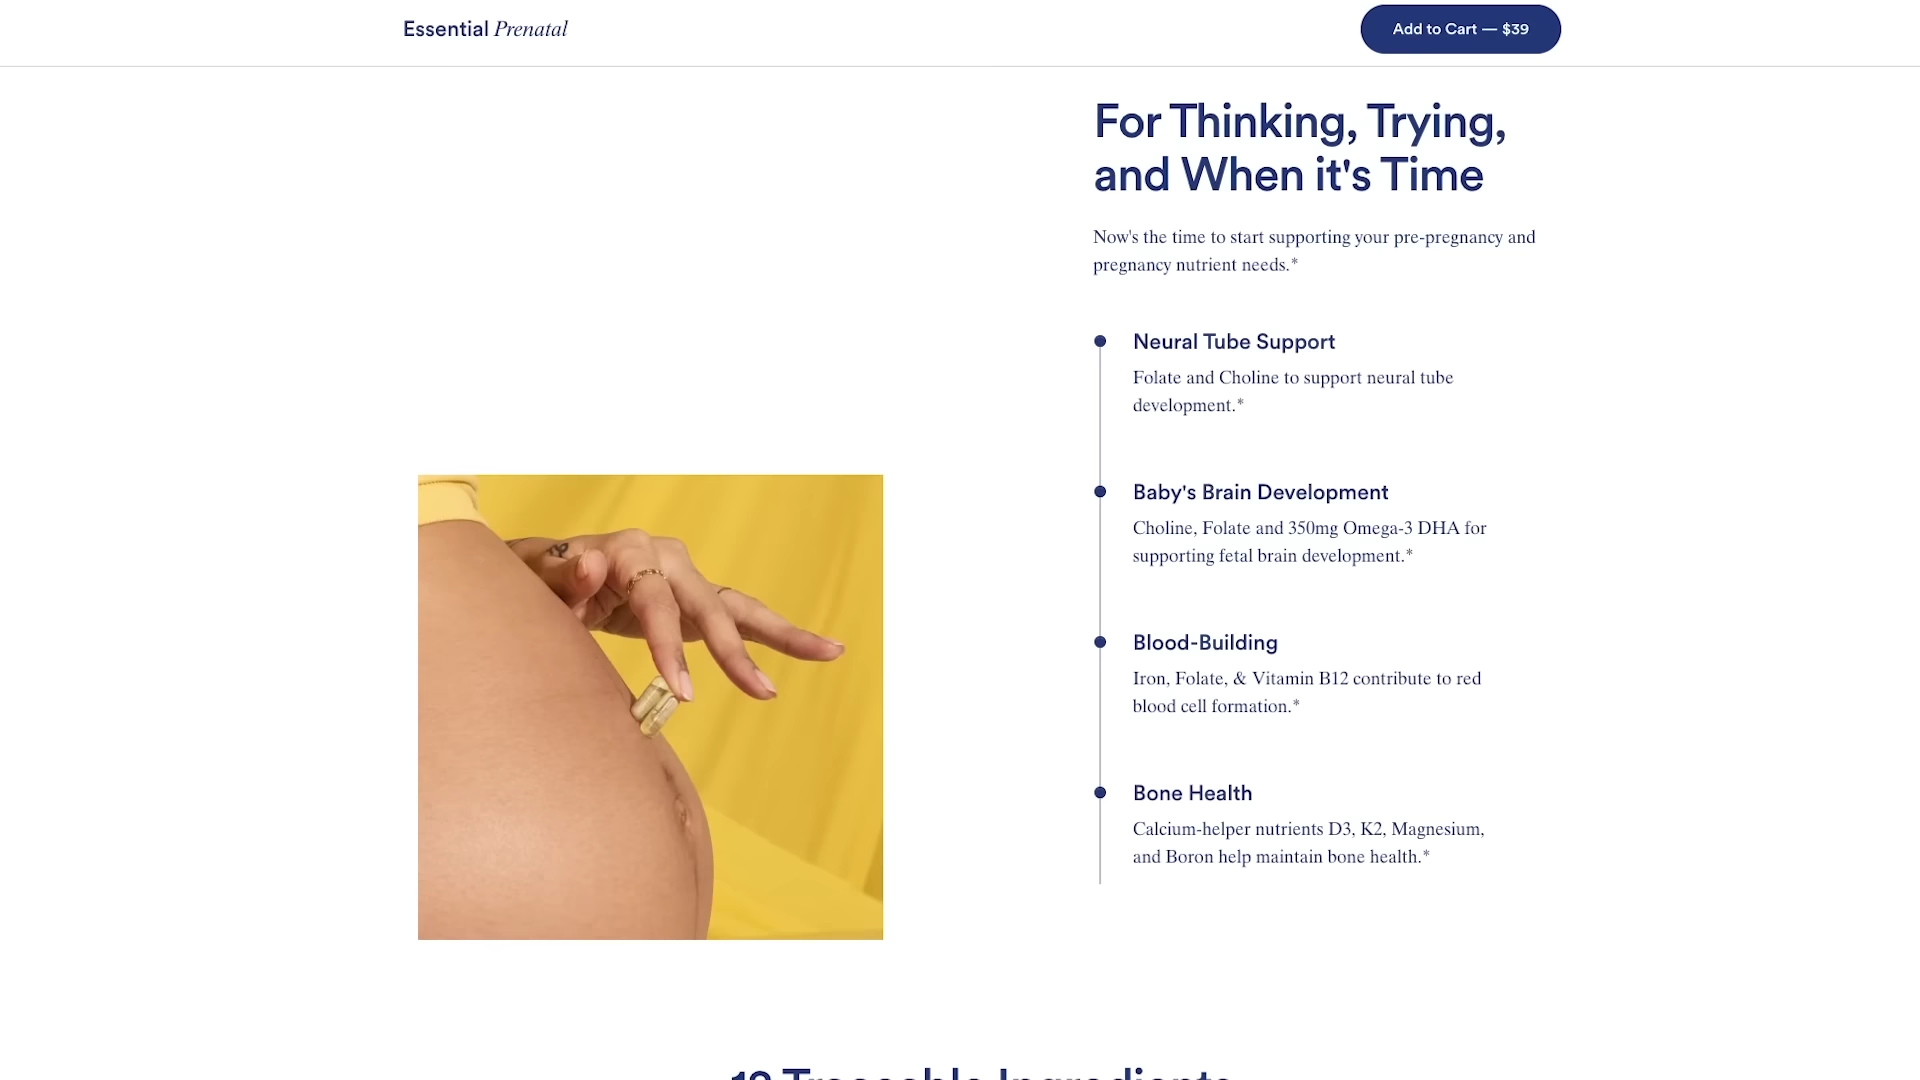 Essential Prenatal
Add to Cart — $39
For Thinking, Trying,
and When it's Time
Now's the time to start supporting your pre-pregnancy and
pregnancy nutrient needs.*
Neural Tube Support
Folate and Choline to support neural tube
development.*
Baby's Brain Development
Choline, Folate and 350mg Omega-3 DHA for
supporting fetal brain development.*
Blood-Building
Iron, Folate, & Vitamin B12 contribute to red
blood cell formation.*
Bone Health
Calcium-helper nutrients D3, K2, Magnesium,
and Boron help maintain bone health.*
Traceable Ingredients